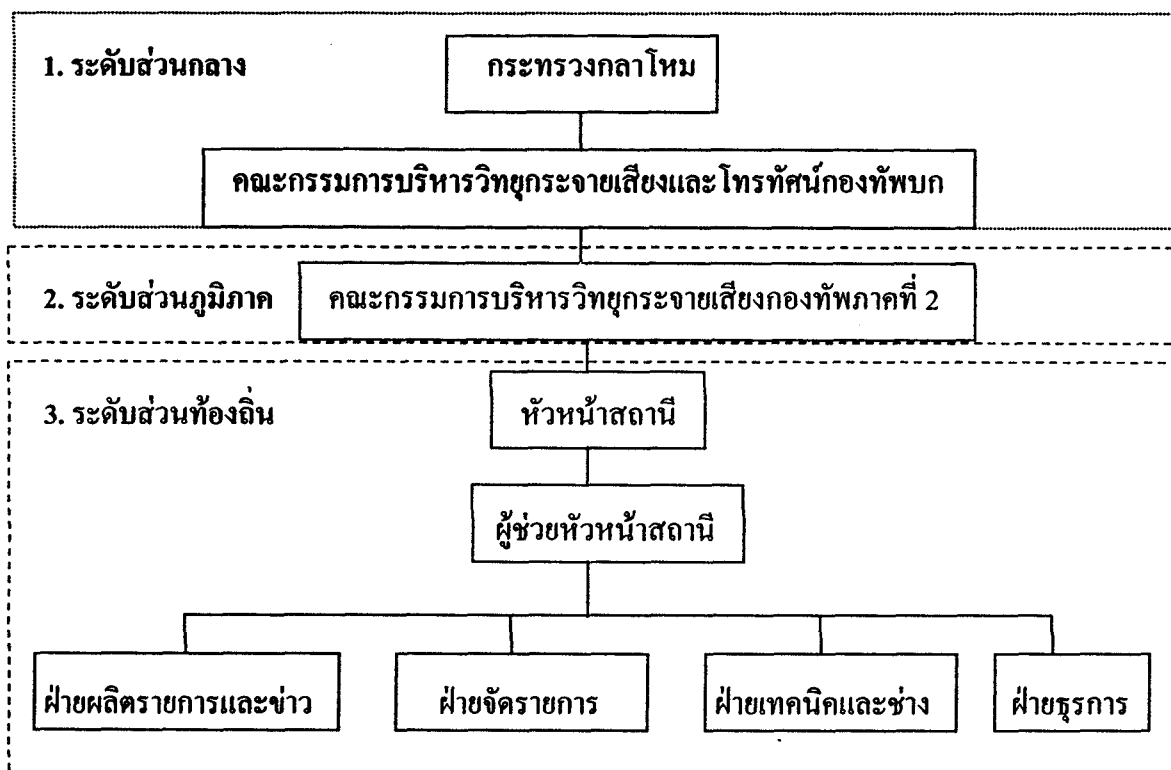 1. ระดับส่วนกลาง
กระทรวงกลาโหม
คณะกรรมการบริหารวิทยุกระจายเสียงและโทรทัศน์กองทัพบก
2. ระดับส่วนภูมิภาค
คณะกรรมการบริหารวิทยุกระจายเสียงกองทัพภาคที่ 2
3. ระดับส่วนท้องถิ่น
หัวหน้าสถานี
ผู้ช่วยหัวหน้าสถานี
ฝ่ายผลิตรายการและข่าว
ฝ่ายจัดรายการ
ฝ่ายเทคนิคและช่าง
ฝ่ายธุรการ